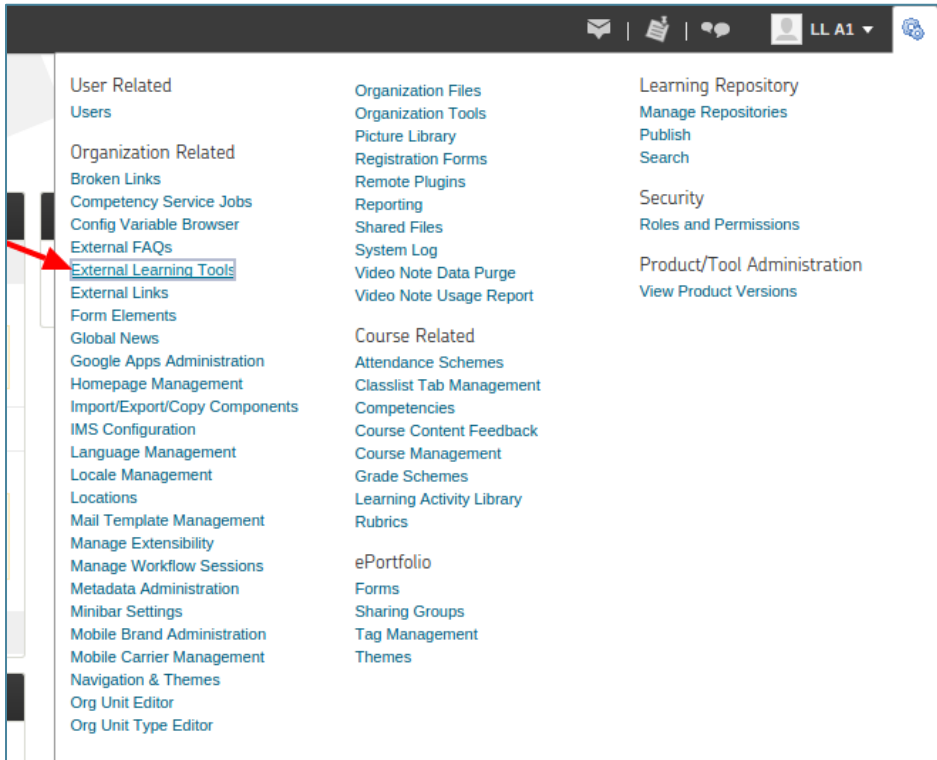 LL A1
User Related
Users
Organization Related
Broken Links
Competency Service Jobs
Config Variable Browser
External FAQs
External Learning Tools
External Links
Form Elements
Global News
Google Apps Administration
Homepage Management
Import/Export/Copy Components
IMS Configuration
Language Management
Locale Management
Locations
Mail Template Management
Manage Extensibility
Manage Workflow Sessions
Metadata Administration
Minibar Settings
Mobile Brand Administration
Mobile Carrier Management
Navigation & Themes
Org Unit Editor
Org Unit Type Editor
Organization Files
Organization Tools
Picture Library
Registration Forms
Remote Plugins
Reporting
Shared Files
System Log
Video Note Data Purge
Video Note Usage Report
Course Related
Attendance Schemes
Classlist Tab Management
Competencies
Course Content Feedback
Course Management
Grade Schemes
Learning Activity Library
Rubrics
ePortfolio
Forms
Sharing Groups
Tag Management
Themes
Learning Repository
Manage Repositories
Publish
Search
Security
Roles and Permissions
Product/Tool Administration
View Product Versions